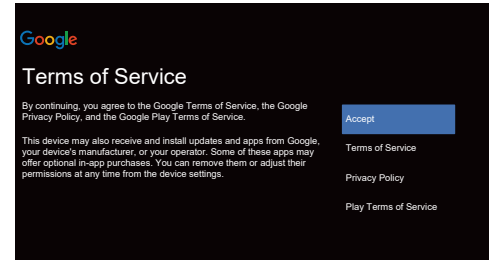 Google
Terms of Service
By continuing, you agree to the Google Terms of Service, the Google
Privacy Policy, and the Google Play Terms of Service.
This device may also receive and install updates and apps from Google,
your device's manufacturer, or your operator. Some of these apps may
offer optional in-app purchases. You can remove them or adjust their
permissions at any time from the device settings.
Accept
Terms of Service
Privacy Policy
Play Terms of Service